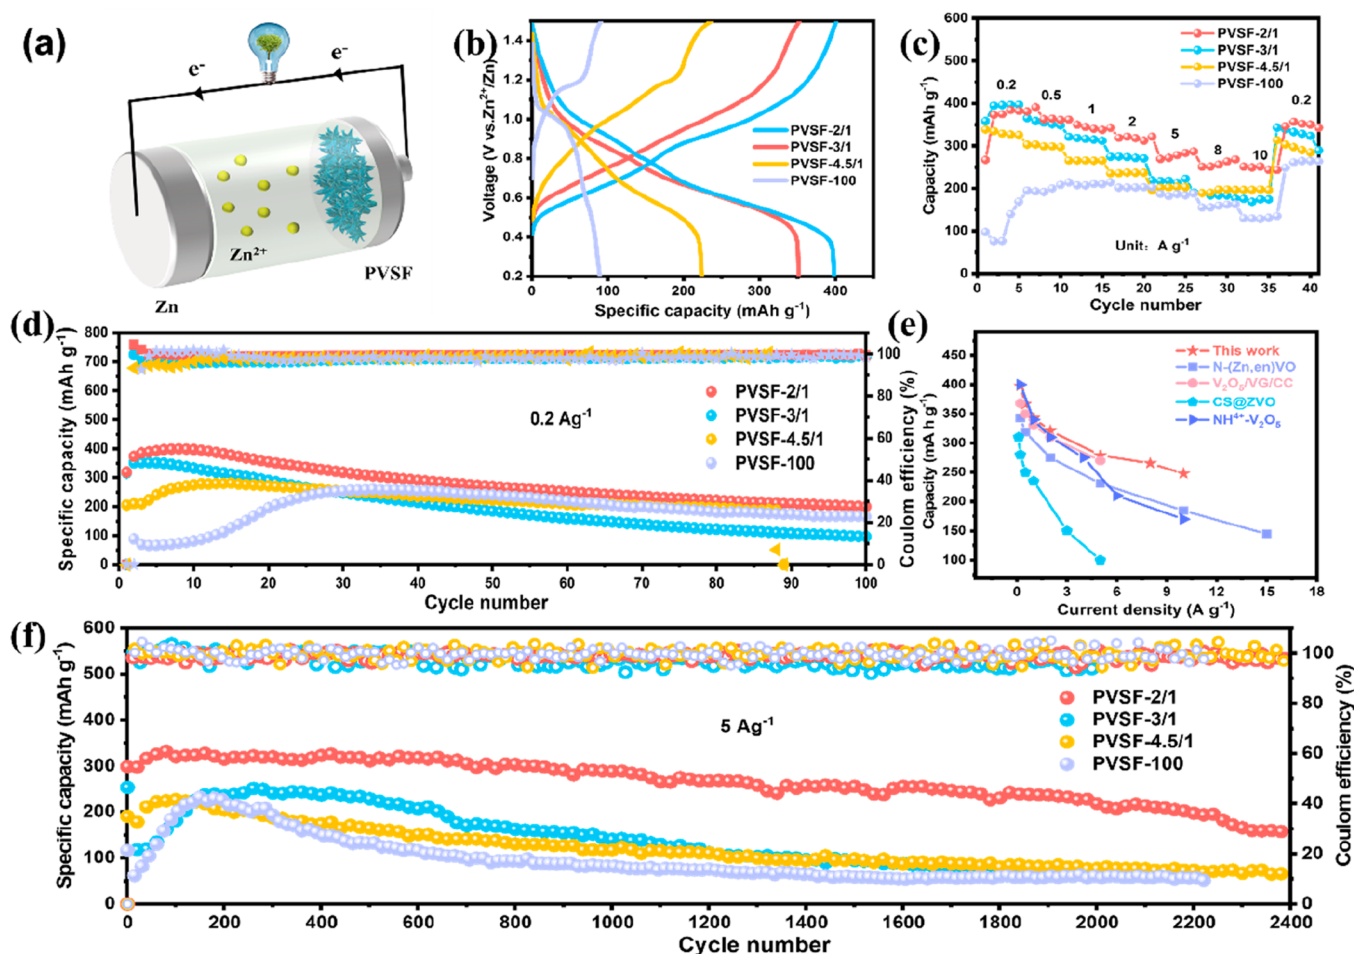 (a)
e-
e-
Zn²⁺
PVSF
Zn
(b)
Voltage (V vs.Zn²⁺/Zn)
1.4
1.2
1.0
0.8
0.6
0.4
0.2
PVSF-2/1
PVSF-3/1
PVSF-4.5/1
PVSF-100
0 100 200 300 400
Specific capacity (mAh g⁻¹)
(c)
Capacity (mAh g⁻¹)
600
500
400
300
200
100
0
PVSF-2/1
PVSF-3/1
PVSF-4.5/1
PVSF-100
0.2 0.5 1 2 5 8 10 0.2
Unit: A g⁻¹
0 5 10 15 20 25 30 35 40
Cycle number
(d)
Specific capacity (mAh g⁻¹)
800
700
600
500
400
300
200
100
0
PVSF-2/1
PVSF-3/1
PVSF-4.5/1
PVSF-100
0.2 Ag⁻¹
100
80
60
40
20
0
Coulom efficiency (%)
0 10 20 30 40 50 60 70 80 90 100
Cycle number
(e)
Capacity (mA h g⁻¹)
450
400
350
300
250
200
150
100
This work
N-(Zn,en)VO
V₂O₅/VG/CC
CS@ZVO
NH⁴⁺-V₂O₅
0 3 6 9 12 15 18
Current density (A g⁻¹)
(f)
Specific capacity (mAh g⁻¹)
600
500
400
300
200
100
0
5 Ag⁻¹
PVSF-2/1
PVSF-3/1
PVSF-4.5/1
PVSF-100
100
80
60
40
20
0
Coulom efficiency (%)
0 200 400 600 800 1000 1200 1400 1600 1800 2000 2200 2400
Cycle number